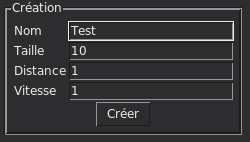 Création
Nom Test
Taille 10
Distance 1
Vitesse 1
Créer